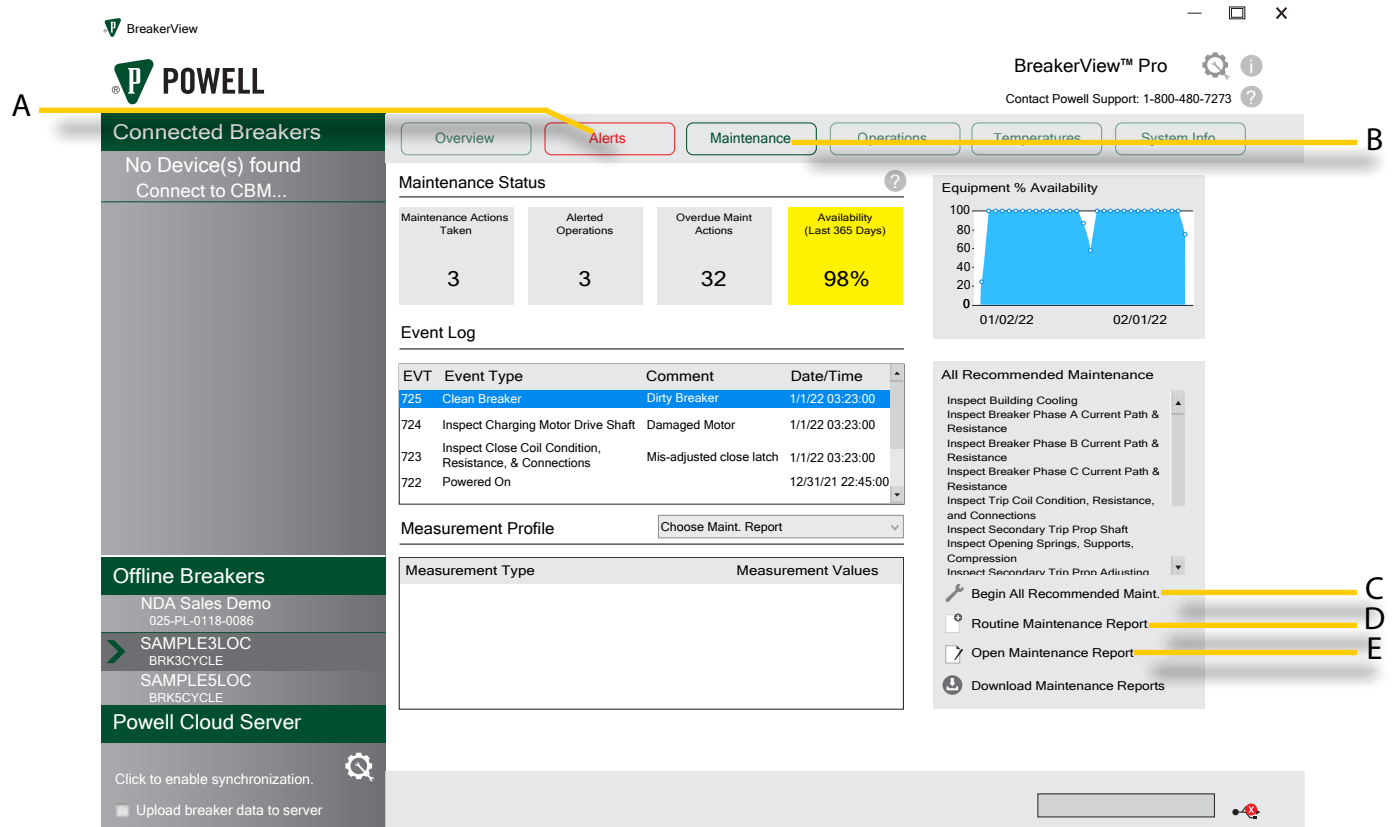 BreakerView
POWELL
BreakerView™ Pro
Contact Powell Support: 1-800-480-7273
A
Connected Breakers
No Device(s) found
Connect to CBM...
Overview
Alerts
Maintenance
Operations
Temperatures
System Info
B
Maintenance Status
Maintenance Actions
Taken
3
Alerted
Operations
3
Overdue Maint
Actions
32
Availability
(Last 365 Days)
98%
Equipment % Availability
100
80
60
40
20
0
01/02/22
02/01/22
Event Log
EVT Event Type Comment Date/Time
725 Clean Breaker Dirty Breaker 1/1/22 03:23:00
724 Inspect Charging Motor Drive Shaft Damaged Motor 1/1/22 03:23:00
723 Inspect Close Coil Condition,
Resistance, & Connections Mis-adjusted close latch 1/1/22 03:23:00
722 Powered On 12/31/21 22:45:00
Measurement Profile
Choose Maint. Report
Measurement Type Measurement Values
All Recommended Maintenance
Inspect Building Cooling
Inspect Breaker Phase A Current Path &
Resistance
Inspect Breaker Phase B Current Path &
Resistance
Inspect Breaker Phase C Current Path &
Resistance
Inspect Trip Coil Condition, Resistance,
and Connections
Inspect Secondary Trip Prop Shaft
Inspect Opening Springs, Supports,
Compression
Inspect Secondary Trip Prop Adjusting
Begin All Recommended Maint.
C
Routine Maintenance Report
D
Open Maintenance Report
E
Download Maintenance Reports
Offline Breakers
NDA Sales Demo
025-PL-0118-0086
SAMPLE3LOC
BRK3CYCLE
SAMPLE5LOC
BRK5CYCLE
Powell Cloud Server
Click to enable synchronization.
Upload breaker data to server